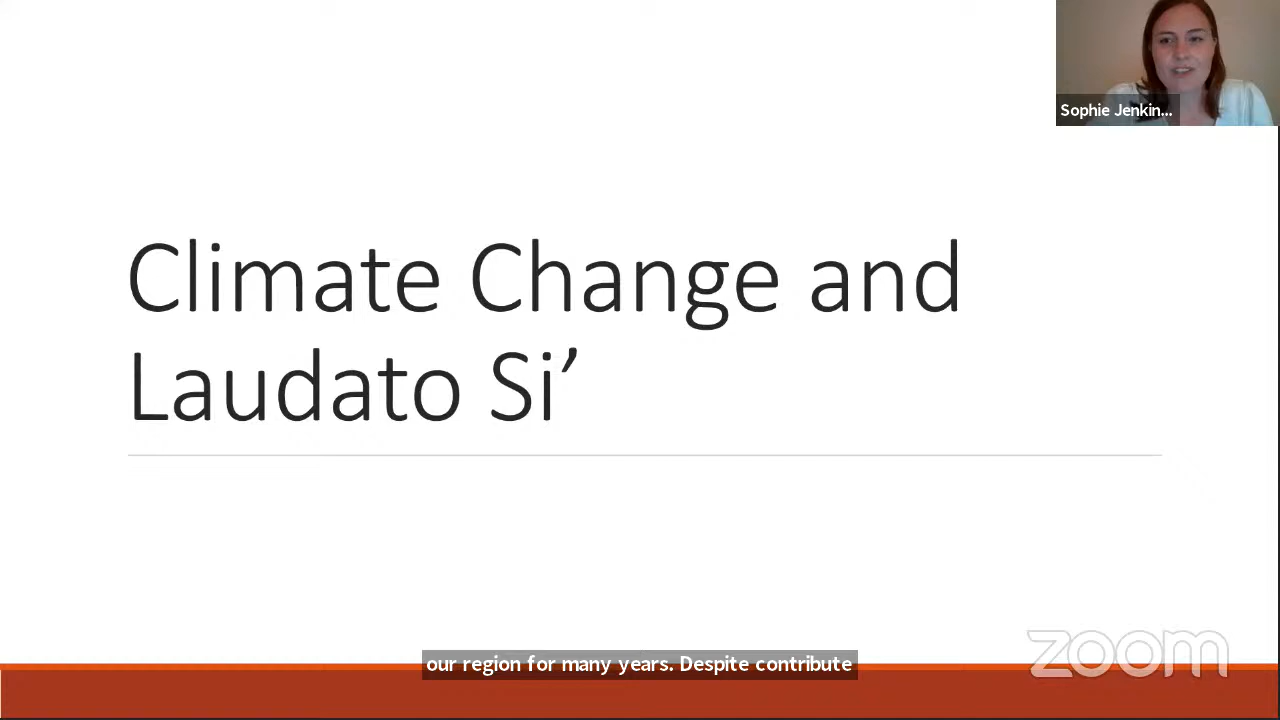 Sophie Jenkin...
Climate Change and
Laudato Si’
our region for many years. Despite contribute
zoom